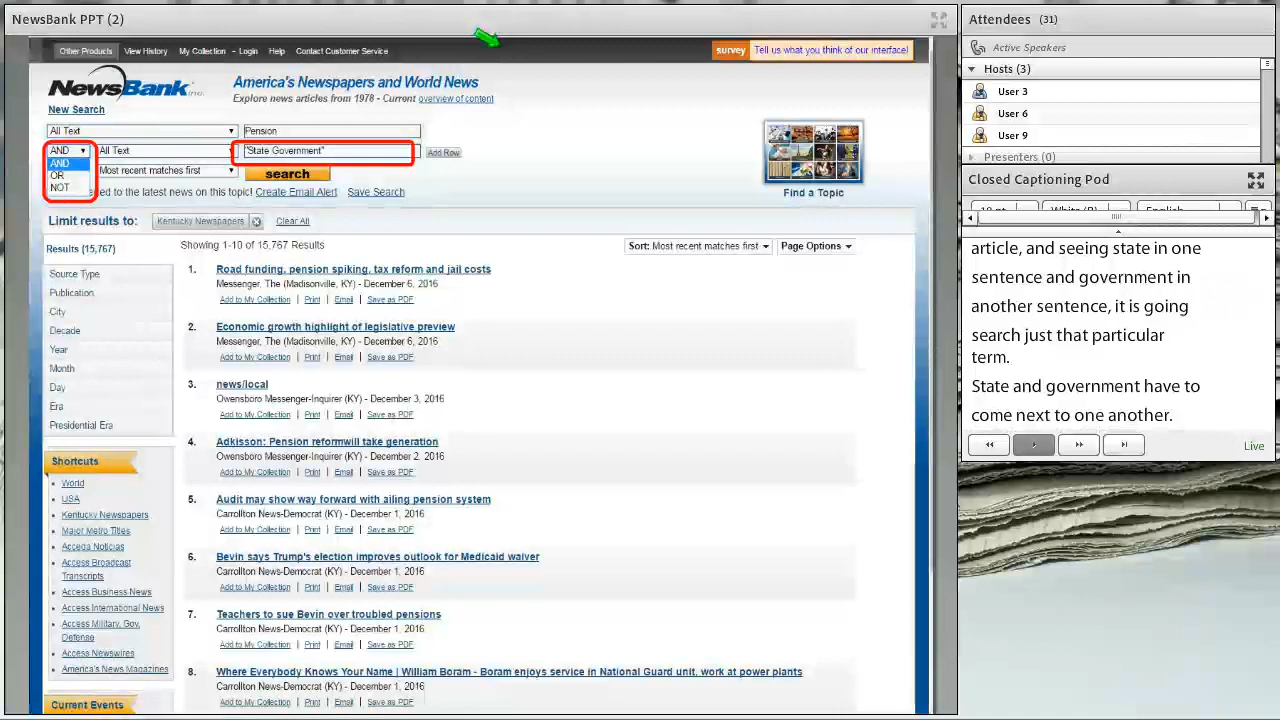 NewsBank PPT (2)
Other Products View History My Collection - Login Help Contact Customer Service
survey Tell us what you think of our interface!
NewsBank inc.
America's Newspapers and World News
Explore news articles from 1978 - Current overview of content
New Search
All Text Pension
AND All Text "State Government" Add Row
AND
OR
NOT
Most recent matches first search
ed to the latest news on this topic! Create Email Alert Save Search
Find a Topic
Limit results to: Kentucky Newspapers Clear All
Results (15,767)
Showing 1-10 of 15,767 Results
Sort: Most recent matches first Page Options
Source Type
Publication
City
Decade
Year
Month
Day
Era
Presidential Era
Shortcuts
World
USA
Kentucky Newspapers
Major Metro Titles
Acceda Noticias
Access Broadcast
Transcripts
Access Business News
Access International News
Access Military, Gov.
Defense
Access Newswires
America's News Magazines
Current Events
1. Road funding, pension spiking, tax reform and jail costs
Messenger, The (Madisonville, KY) - December 6, 2016
Add to My Collection | Print | Email | Save as PDF
2. Economic growth highlight of legislative preview
Messenger, The (Madisonville, KY) - December 6, 2016
Add to My Collection | Print | Email | Save as PDF
3. news/local
Owensboro Messenger-Inquirer (KY) - December 3, 2016
Add to My Collection | Print | Email | Save as PDF
4. Adkisson: Pension reformwill take generation
Owensboro Messenger-Inquirer (KY) - December 2, 2016
Add to My Collection | Print | Email | Save as PDF
5. Audit may show way forward with ailing pension system
Carrollton News-Democrat (KY) - December 1, 2016
Add to My Collection | Print | Email | Save as PDF
6. Bevin says Trump's election improves outlook for Medicaid waiver
Carrollton News-Democrat (KY) - December 1, 2016
Add to My Collection | Print | Email | Save as PDF
7. Teachers to sue Bevin over troubled pensions
Carrollton News-Democrat (KY) - December 1, 2016
Add to My Collection | Print | Email | Save as PDF
8. Where Everybody Knows Your Name | William Boram - Boram enjoys service in National Guard unit, work at power plants
Carrollton News-Democrat (KY) - December 1, 2016
Add to My Collection | Print | Email | Save as PDF
Attendees (31)
Active Speakers
Hosts (3)
User 3
User 6
User 9
Presenters (0)
Closed Captioning Pod
article, and seeing state in one
sentence and government in
another sentence, it is going
search just that particular
term.
State and government have to
come next to one another.
Live